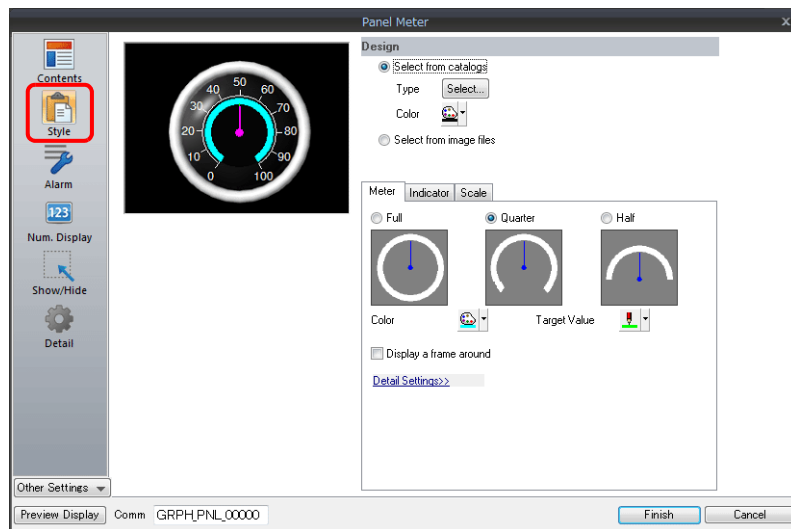 Panel Meter x
Contents
Style
Alarm
123
Num. Display
Show/Hide
Detail
Other Settings
40 50 60
30 70
20 80
10 90
0 100
Design
Select from catalogs
Type Select...
Color
Select from image files
Meter Indicator Scale
Full Quarter Half
Color Target Value
Display a frame around
Detail Settings>>
Preview Display Comm GRPH_PNL_00000 Finish Cancel